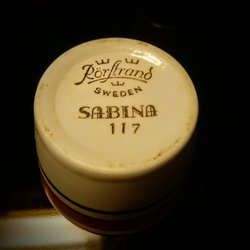 Rörstrand
SWEDEN
SABINA
117